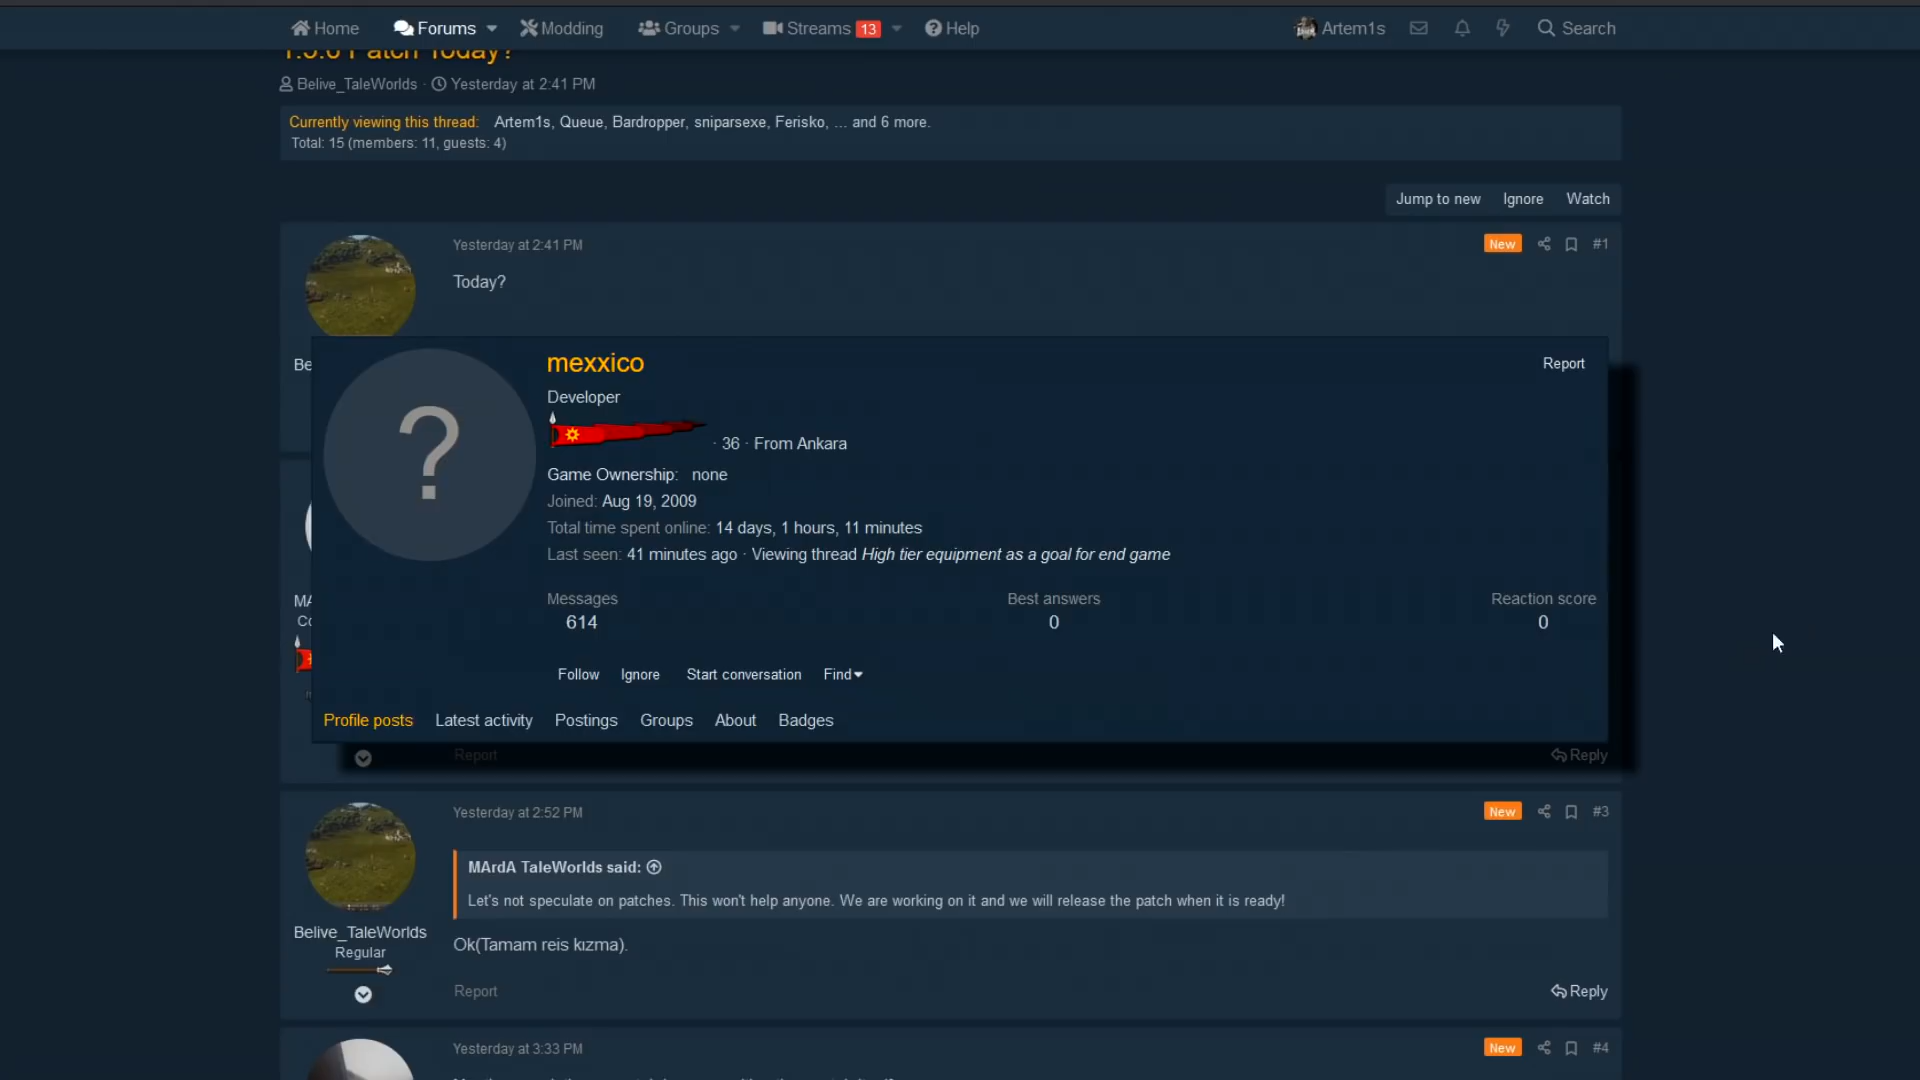 Home
Forums
Modding
Groups
Streams 13
Help
Artem1s
Search
Patch Today?
Belive_TaleWorlds · Yesterday at 2:41 PM
Currently viewing this thread: Artem1s, Queue, Bardropper, sniparsexe, Ferisko, ... and 6 more.
Total: 15 (members: 11, guests: 4)
Jump to new
Ignore
Watch
Yesterday at 2:41 PM
New
#1
Today?
Be
mexxico
Report
Developer
· 36 · From Ankara
Game Ownership: none
Joined: Aug 19, 2009
Total time spent online: 14 days, 1 hours, 11 minutes
Last seen: 41 minutes ago · Viewing thread High tier equipment as a goal for end game
Messages
614
Best answers
0
Reaction score
0
MA
Co
Follow
Ignore
Start conversation
Find
Profile posts
Latest activity
Postings
Groups
About
Badges
Report
Reply
Yesterday at 2:52 PM
New
#3
MArdA TaleWorlds said:
Let's not speculate on patches. This won't help anyone. We are working on it and we will release the patch when it is ready!
Belive_TaleWorlds
Regular
Ok(Tamam reis kızma).
Report
Reply
Yesterday at 3:33 PM
New
#4